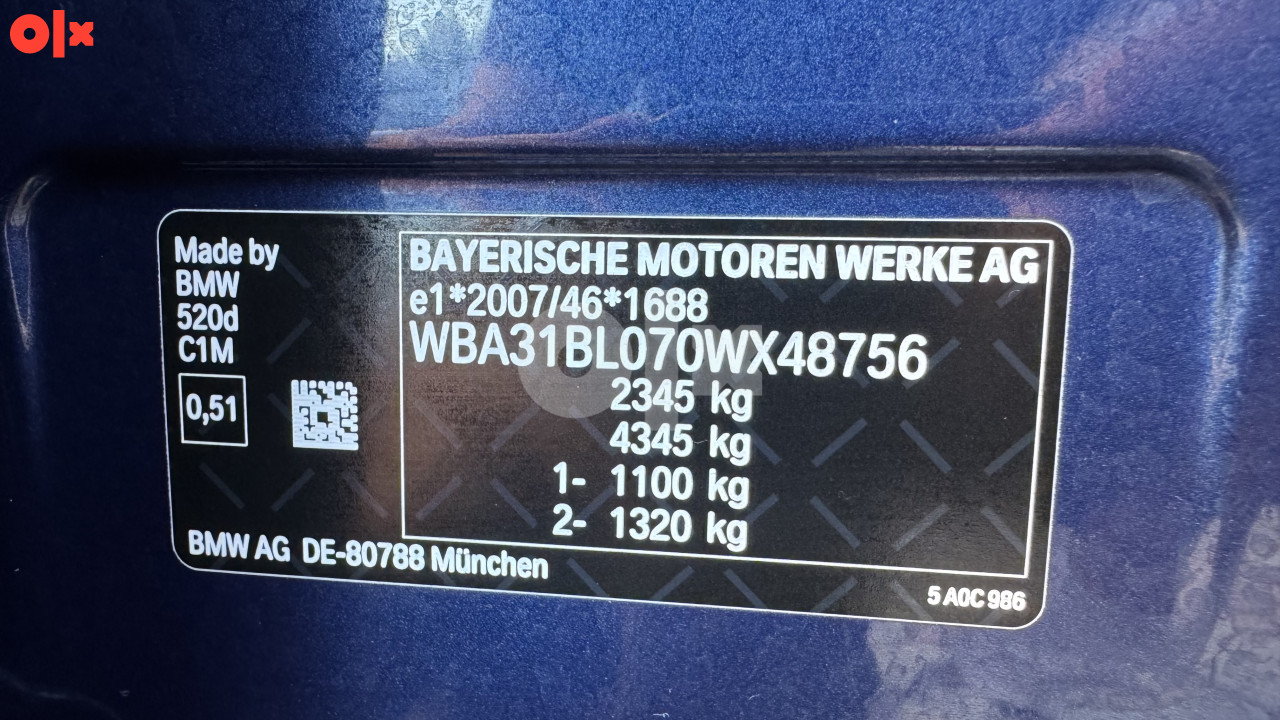 olx
Made by
BMW
520d
C1M
0,51
BAYERISCHE MOTOREN WERKE AG
e1*2007/46*1688
WBA31BL070WX48756
2345 kg
4345 kg
1- 1100 kg
2- 1320 kg
BMW AG DE-80788 München
5 A0C 986